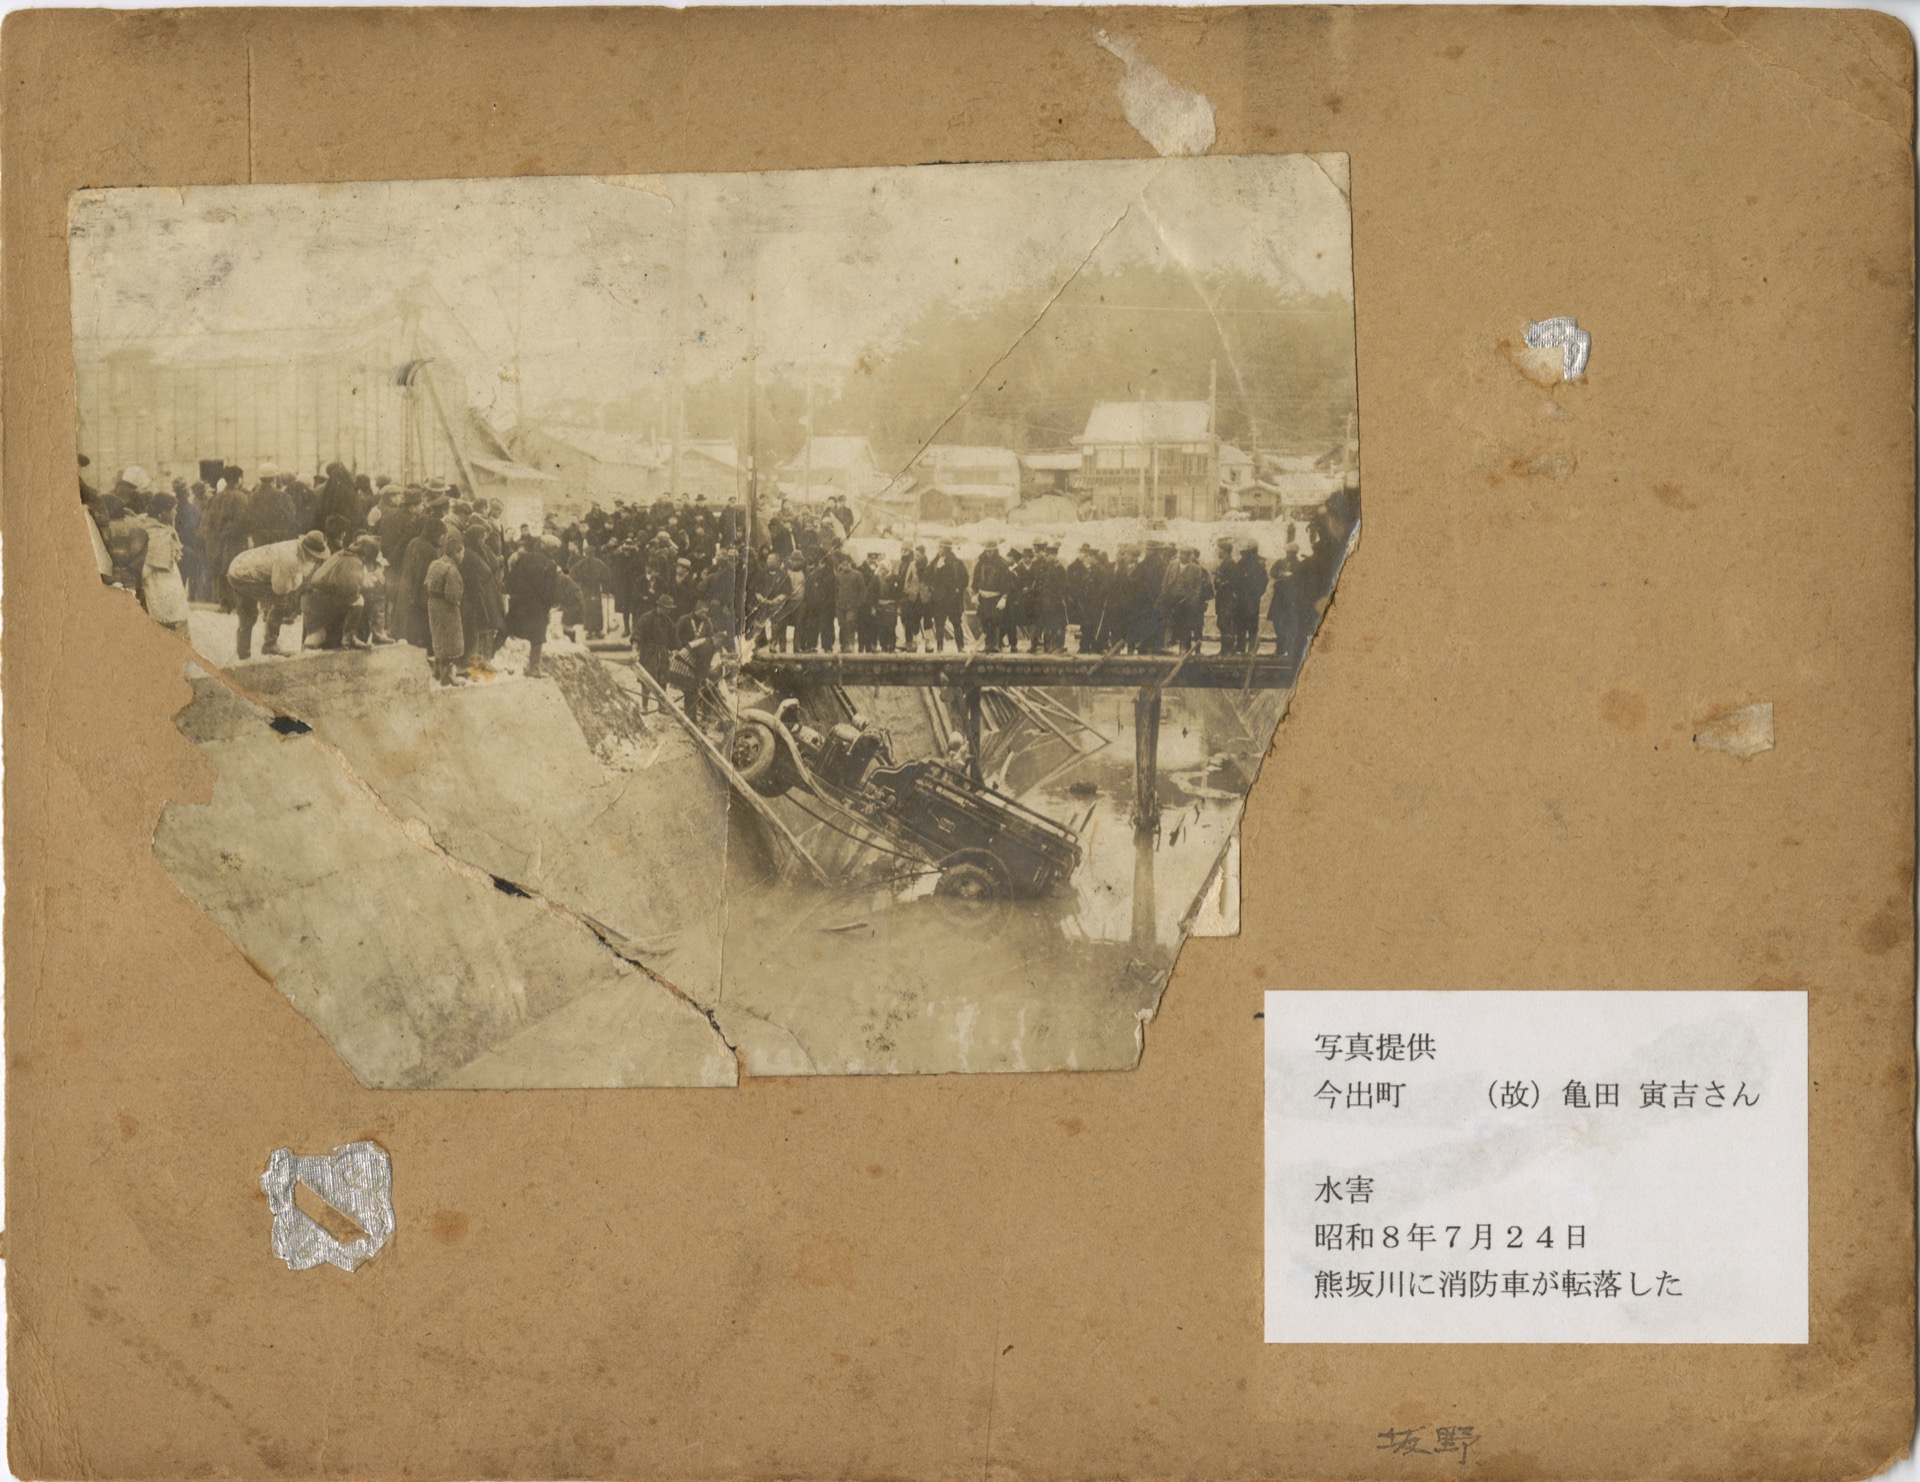 写真提供
今出町　　（故）亀田 寅吉さん
水害
昭和８年７月２４日
熊坂川に消防車が転落した
坂野